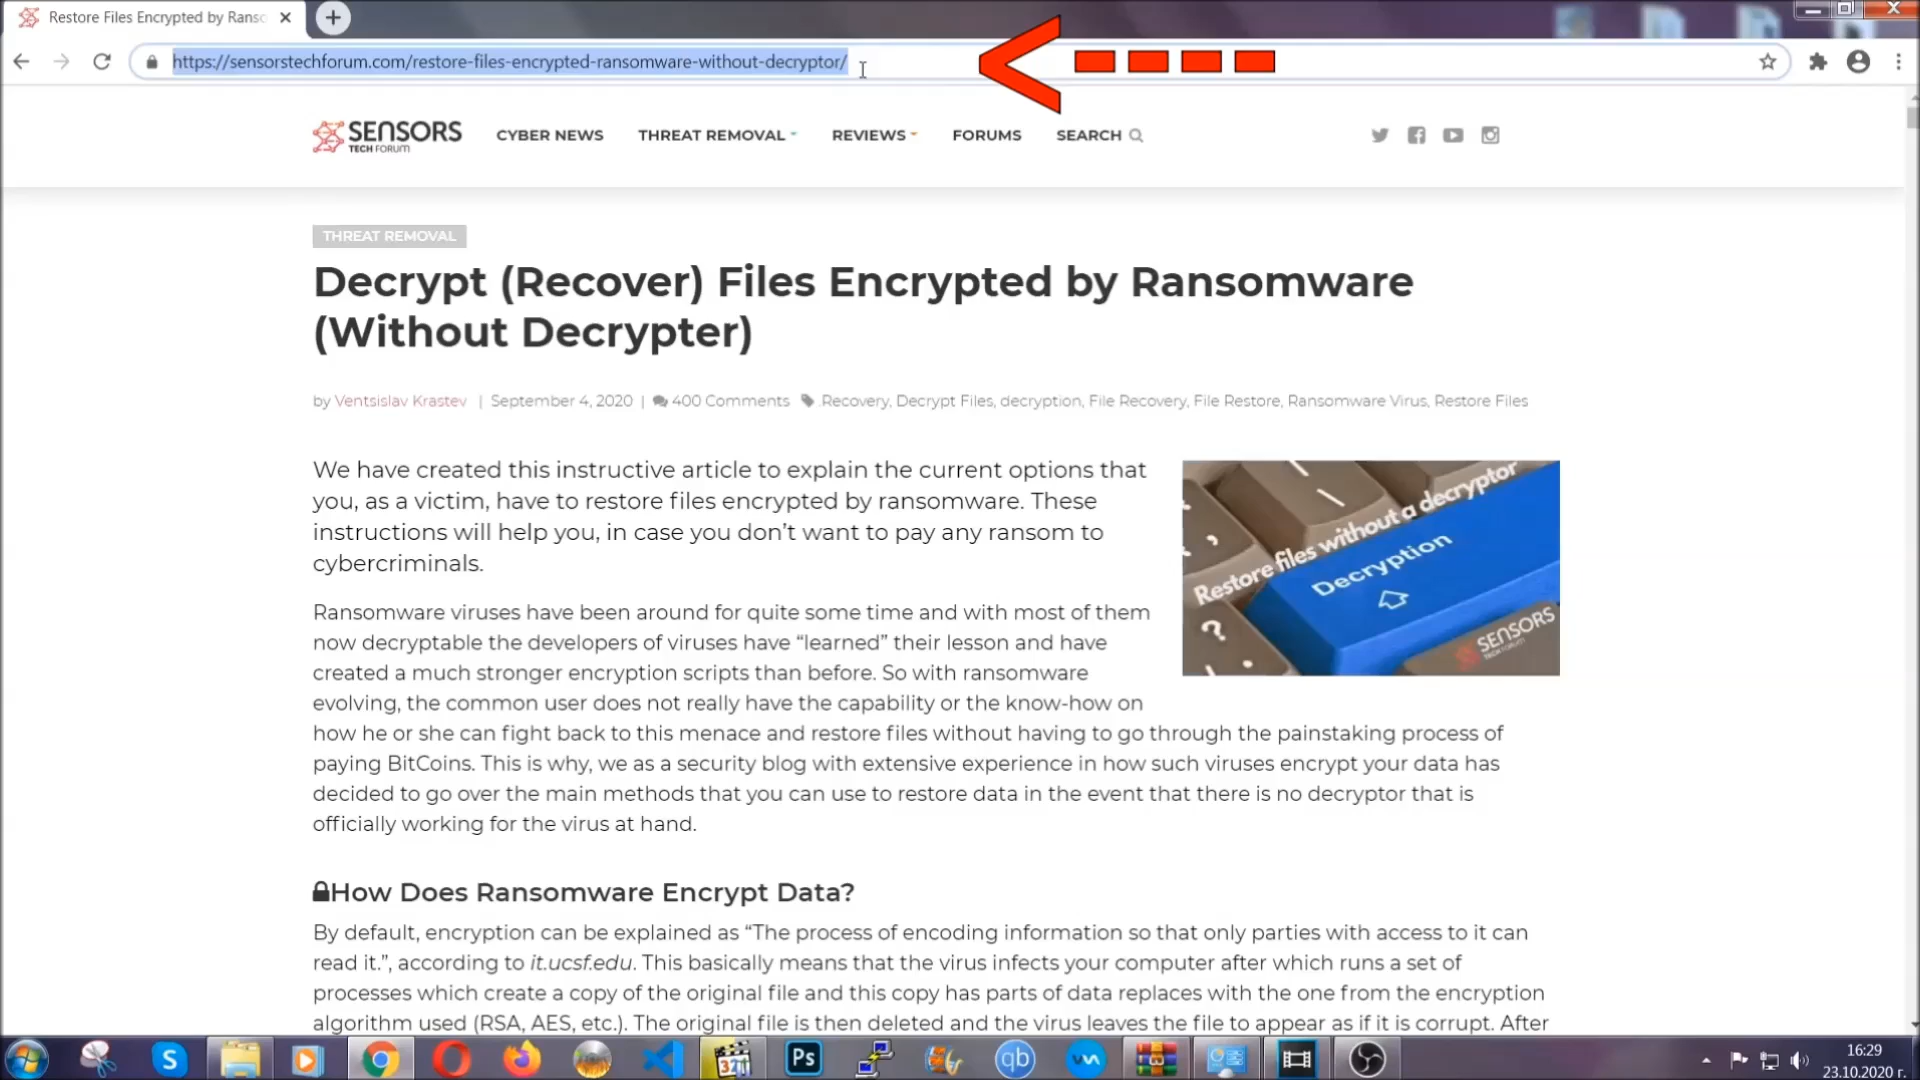 Restore Files Encrypted by Ranso
https://sensorstechforum.com/restore-files-encrypted-ransomware-without-decryptor/
SENSORS
TECH FORUM
CYBER NEWS THREAT REMOVAL REVIEWS FORUMS SEARCH
THREAT REMOVAL
Decrypt (Recover) Files Encrypted by Ransomware
(Without Decrypter)
by Ventsislav Krastev | September 4, 2020 | 400 Comments .Recovery, Decrypt Files, decryption, File Recovery, File Restore, Ransomware Virus, Restore Files
We have created this instructive article to explain the current options that
you, as a victim, have to restore files encrypted by ransomware. These
instructions will help you, in case you don’t want to pay any ransom to
cybercriminals.
Restore files without a decryptor
Decryption
SENSORS
TECH FORUM
Ransomware viruses have been around for quite some time and with most of them
now decryptable the developers of viruses have “learned” their lesson and have
created a much stronger encryption scripts than before. So with ransomware
evolving, the common user does not really have the capability or the know-how on
how he or she can fight back to this menace and restore files without having to go through the painstaking process of
paying BitCoins. This is why, we as a security blog with extensive experience in how such viruses encrypt your data has
decided to go over the main methods that you can use to restore data in the event that there is no decryptor that is
officially working for the virus at hand.
How Does Ransomware Encrypt Data?
By default, encryption can be explained as “The process of encoding information so that only parties with access to it can
read it.”, according to it.ucsf.edu. This basically means that the virus infects your computer after which runs a set of
processes which create a copy of the original file and this copy has parts of data replaces with the one from the encryption
algorithm used (RSA, AES, etc.). The original file is then deleted and the virus leaves the file to appear as if it is corrupt. After
S
321
Ps
qb
16:29
23.10.2020 г.